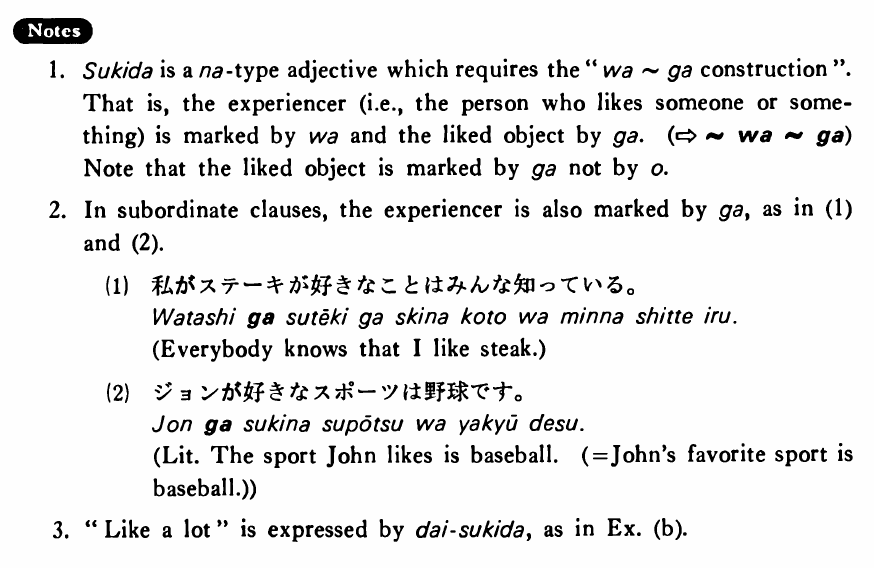 Notes
1. Sukida is a na-type adjective which requires the “ wa ~ ga construction ”.
That is, the experiencer (i.e., the person who likes someone or some-
thing) is marked by wa and the liked object by ga. (⇨ ~ wa ~ ga)
Note that the liked object is marked by ga not by o.
2. In subordinate clauses, the experiencer is also marked by ga, as in (1)
and (2).
(1) 私がステーキが好きなことはみんな知っている。
Watashi ga sutēki ga skina koto wa minna shitte iru.
(Everybody knows that I like steak.)
(2) ジョンが好きなスポーツは野球です。
Jon ga sukina supōtsu wa yakyū desu.
(Lit. The sport John likes is baseball. (=John's favorite sport is
baseball.))
3. “ Like a lot ” is expressed by dai-sukida, as in Ex. (b).